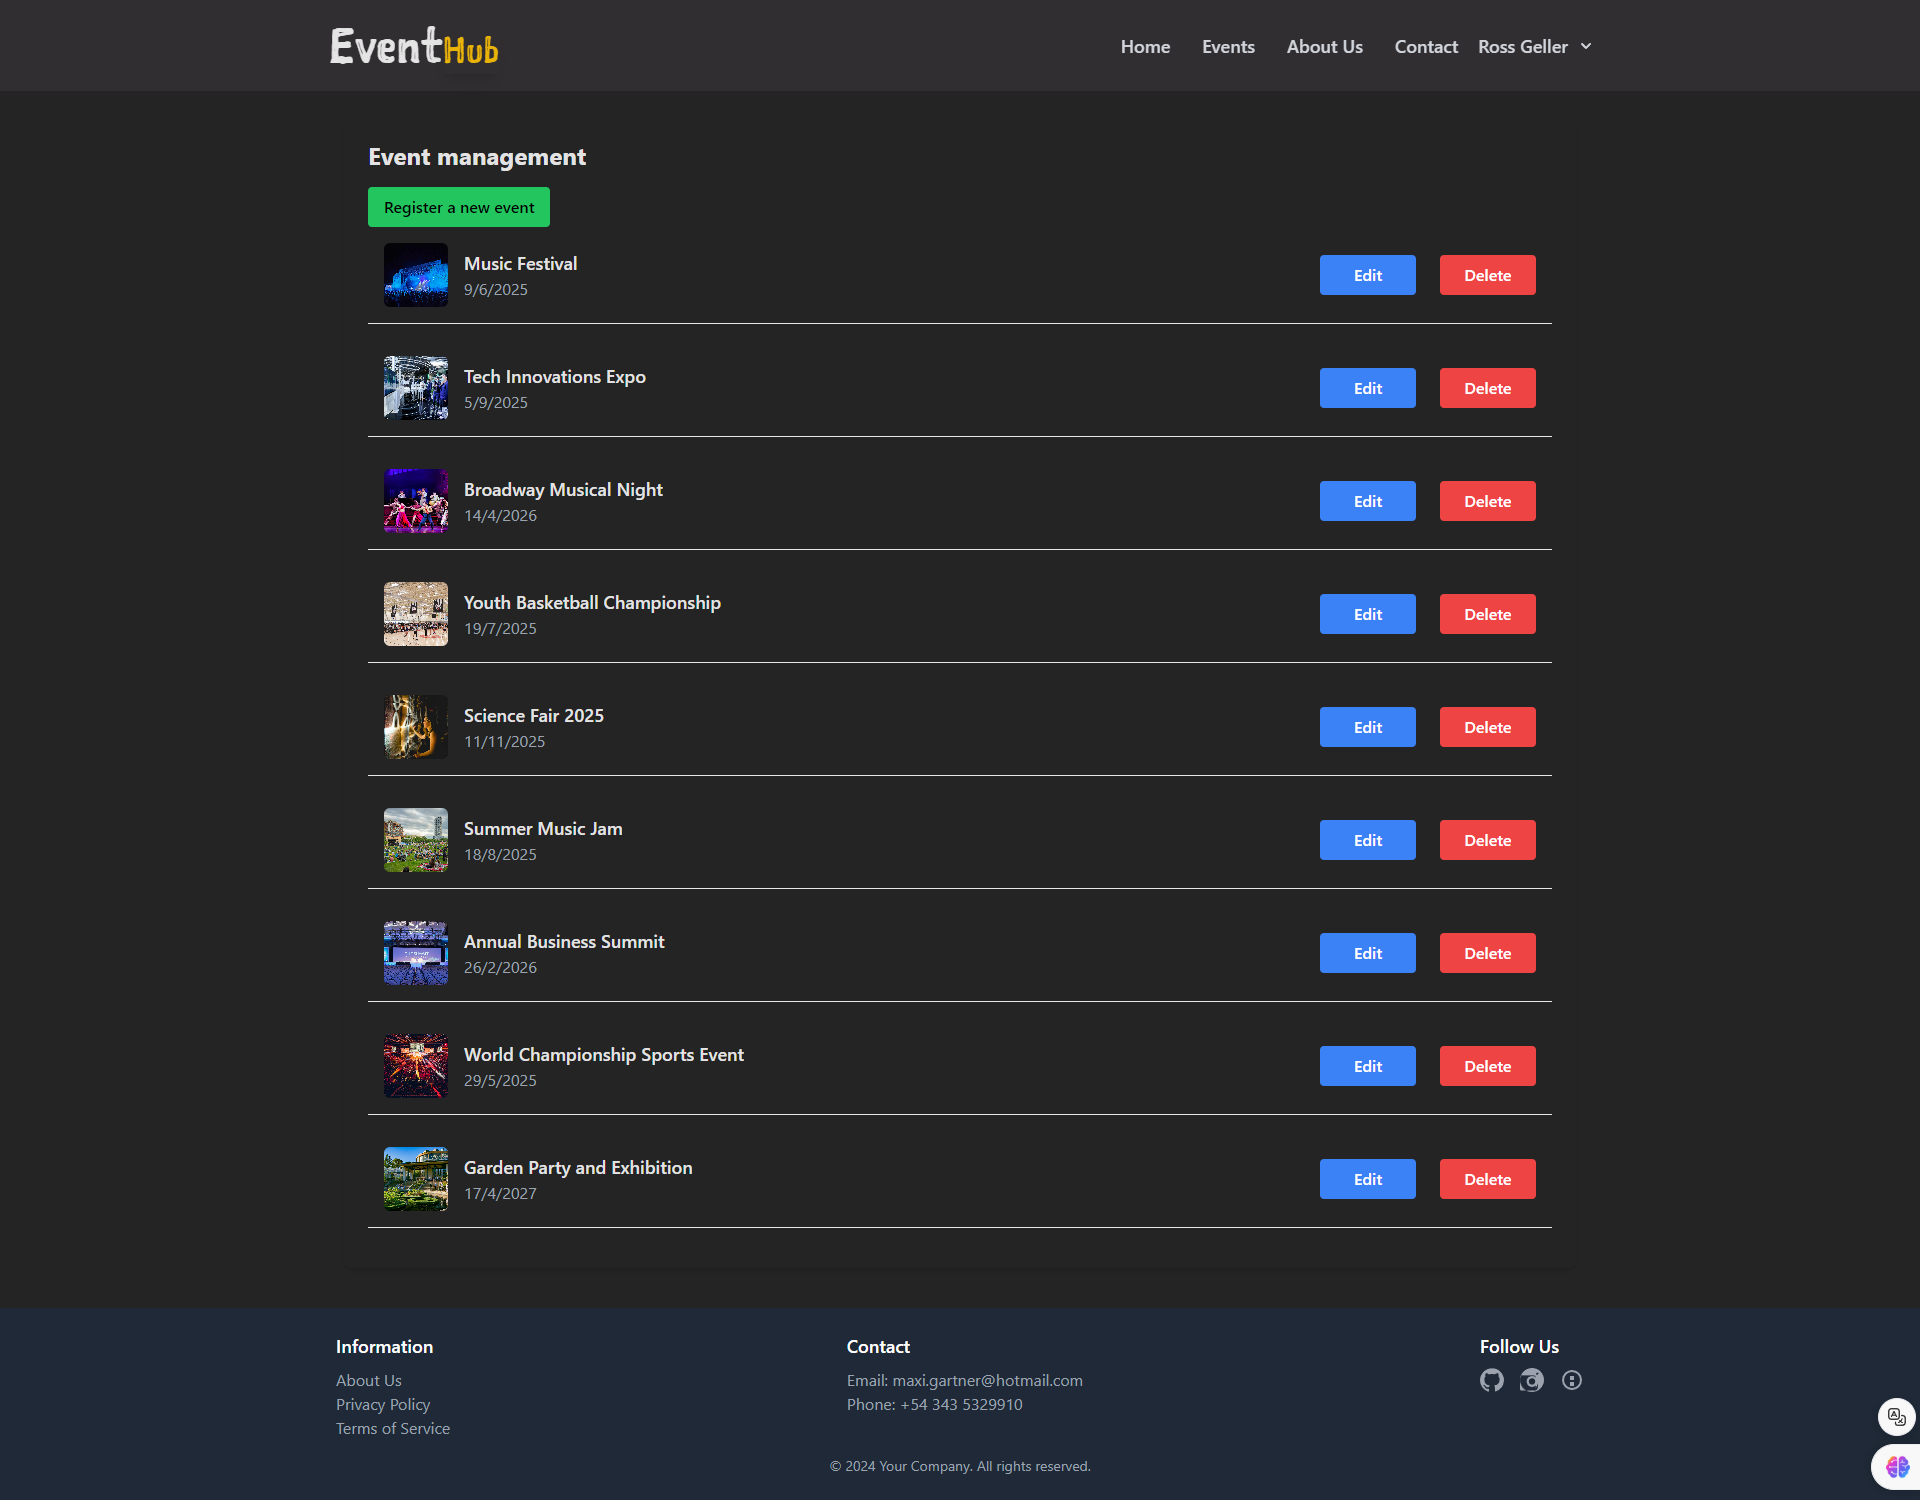 EventHub
Home Events About Us Contact Ross Geller
Event management
Register a new event
Music Festival
9/6/2025
Edit Delete
Tech Innovations Expo
5/9/2025
Edit Delete
Broadway Musical Night
14/4/2026
Edit Delete
Youth Basketball Championship
19/7/2025
Edit Delete
Science Fair 2025
11/11/2025
Edit Delete
Summer Music Jam
18/8/2025
Edit Delete
Annual Business Summit
26/2/2026
Edit Delete
World Championship Sports Event
29/5/2025
Edit Delete
Garden Party and Exhibition
17/4/2027
Edit Delete
Information
About Us
Privacy Policy
Terms of Service
Contact
Email: maxi.gartner@hotmail.com
Phone: +54 343 5329910
Follow Us
© 2024 Your Company. All rights reserved.